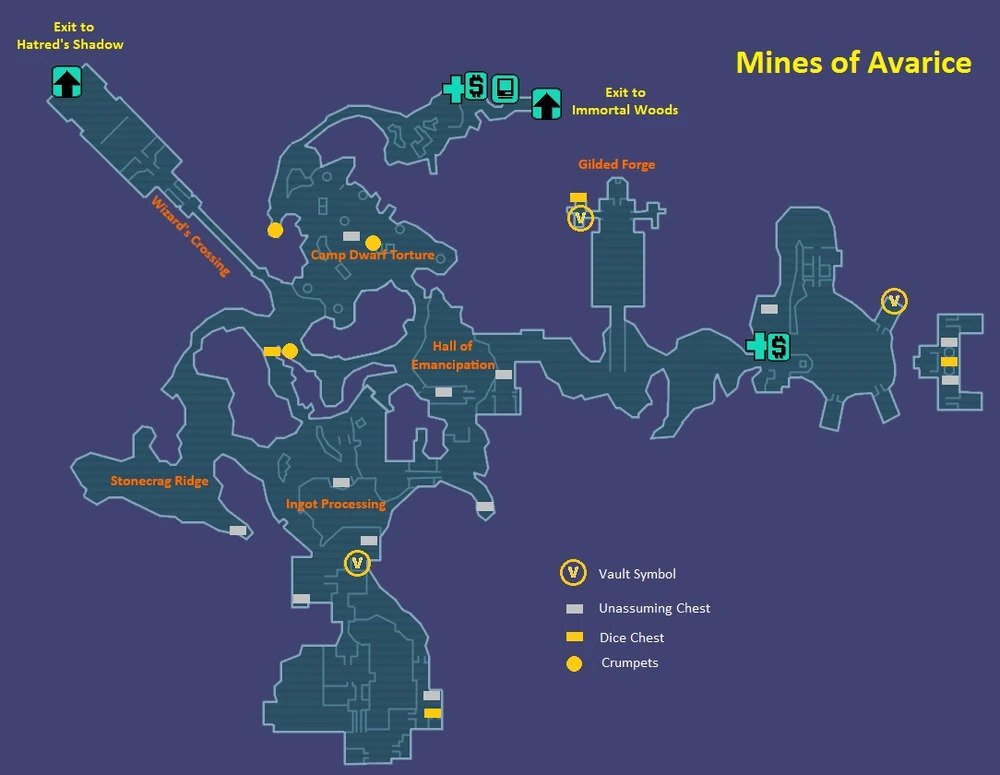 Exit to
Hatred's Shadow
Mines of Avarice
$
Exit to
Immortal Woods
Gilded Forge
V
Wizard's Crossing
Camp Dwarf Torture
V
Hall of
Emancipation
$
Stonecrag Ridge
Ingot Processing
V
V Vault Symbol
Unassuming Chest
Dice Chest
Crumpets